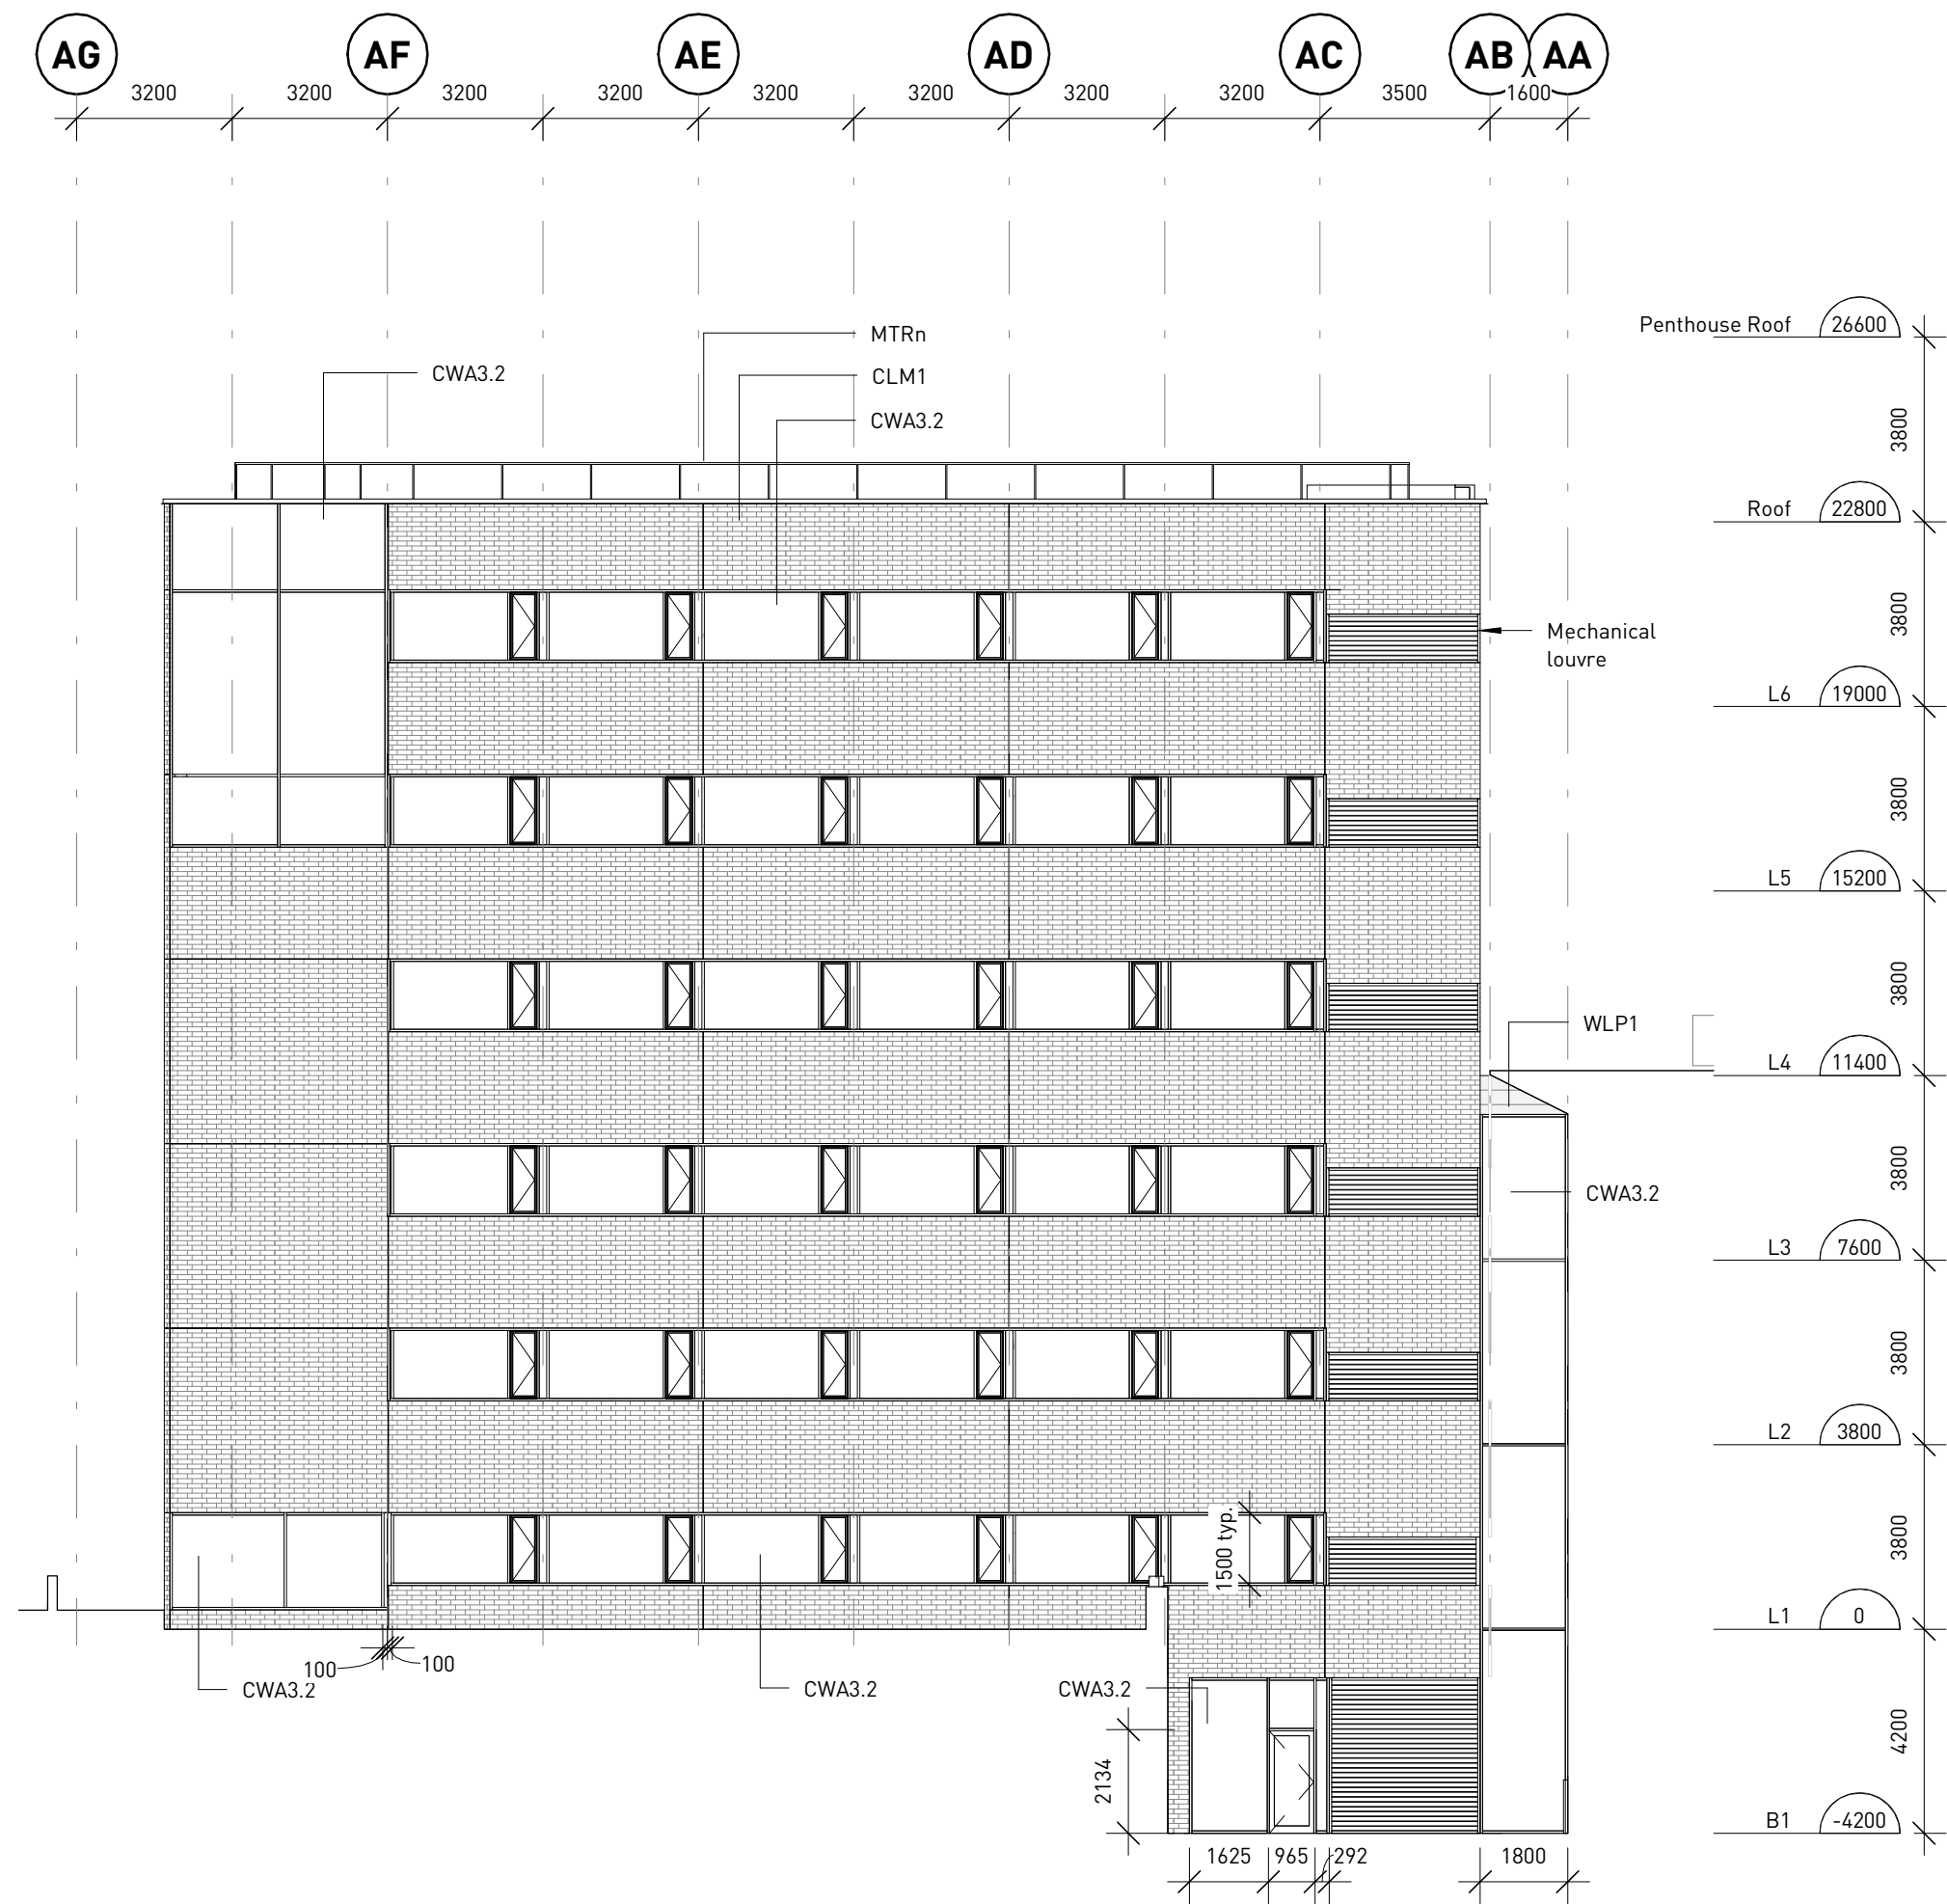 AG AF AE AD AC AB AA
3200 3200 3200 3200 3200 3200 3200 3200 3500 1600
Penthouse Roof 26600
MTRn
CWA3.2
CLM1
CWA3.2
3800
Roof 22800
3800
Mechanical
louvre
L6 19000
3800
L5 15200
3800
WLP1
L4 11400
3800
CWA3.2
L3 7600
3800
L2 3800
1500 typ.
3800
L1 0
100 100
CWA3.2
CWA3.2
CWA3.2
4200
2134
B1 -4200
1625 965 292 1800